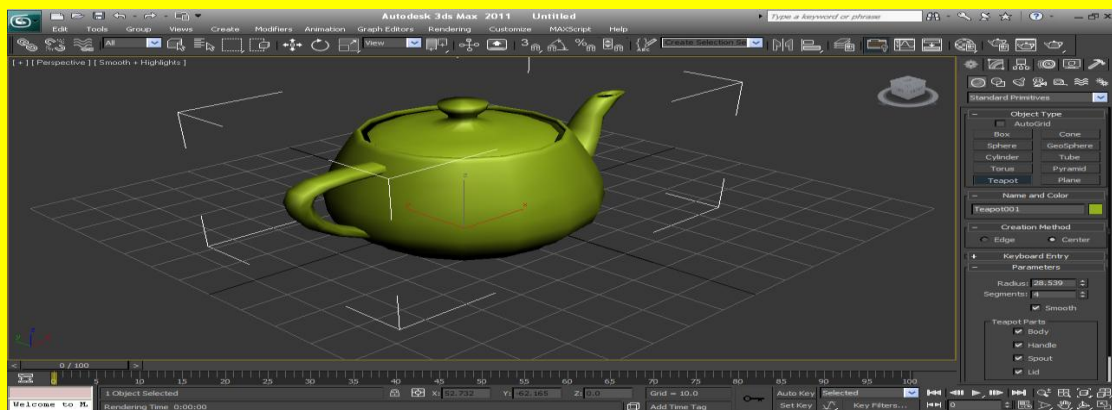 Autodesk 3ds Max 2011 Untitled
Type a keyword or phrase
Edit Tools Group Views Create Modifiers Animation Graph Editors Rendering Customize MAXScript Help
All
View
3
Create Selection Se
[ + ] [ Perspective ] [ Smooth + Highlights ]
Standard Primitives
Object Type
AutoGrid
Box Cone
Sphere GeoSphere
Cylinder Tube
Torus Pyramid
Teapot Plane
Name and Color
Teapot001
Creation Method
Edge Center
Keyboard Entry
Parameters
Radius: 28.539
Segments: 4
Smooth
Teapot Parts
Body
Handle
Spout
Lid
0 / 100
0 5 10 15 20 25 30 35 40 45 50 55 60 65 70 75 80 85 90 95 100
1 Object Selected
X: 52.732 Y: -62.165 Z: 0.0
Grid = 10.0
Auto Key Selected
Welcome to M.
Rendering Time 0:00:00
Add Time Tag
Set Key Key Filters...
0